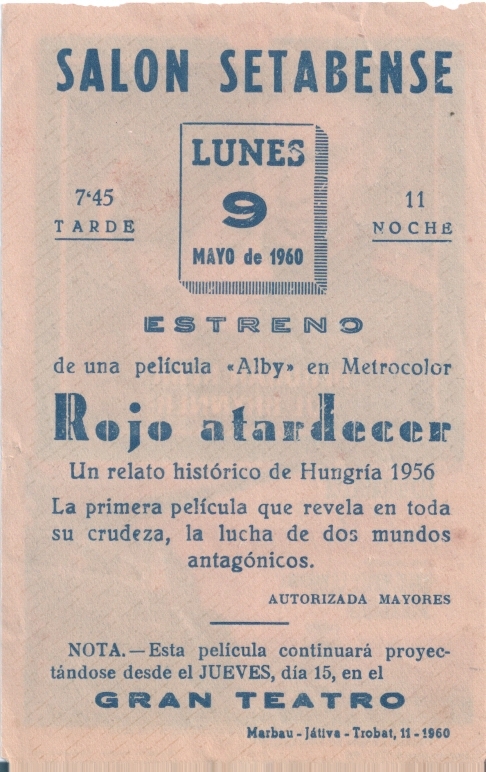 SALON SETABENSE
LUNES
9
MAYO de 1960
7'45
TARDE
11
NOCHE
ESTRENO
de una película «Alby» en Metrocolor
Rojo atardecer
Un relato histórico de Hungría 1956
La primera película que revela en toda
su crudeza, la lucha de dos mundos
antagónicos.
AUTORIZADA MAYORES
NOTA.—Esta película continuará proyec-
tándose desde el JUEVES, día 15, en el
GRAN TEATRO
Marbau - Játiva - Trobat, 11 - 1960